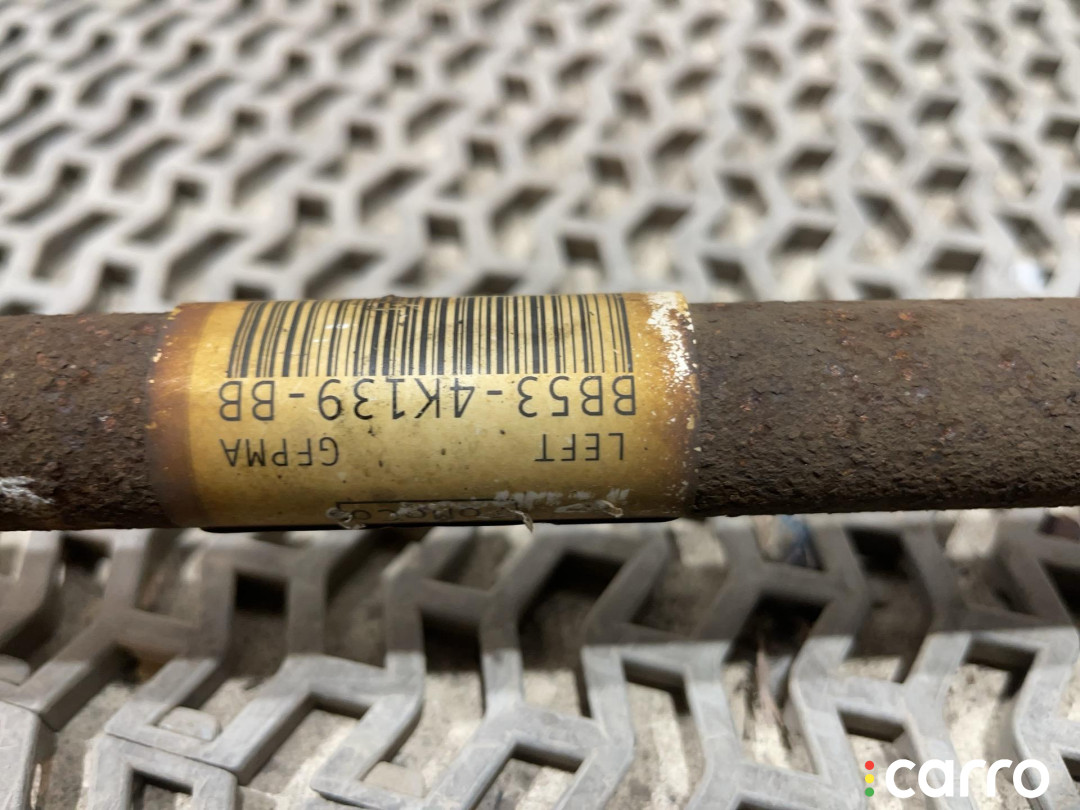 BB53-4K139-BB
LEFT GFPMA
carro